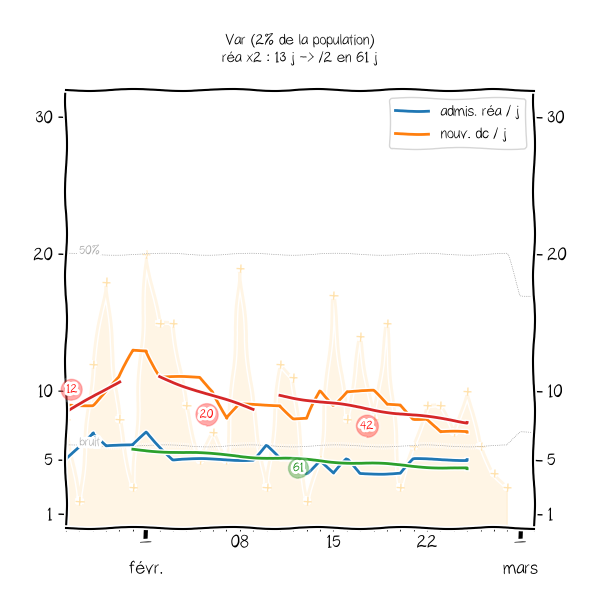 Var (2% de la population)
réa x2 : 13 j -> /2 en 61 j
admis. réa / j
nouv. dc / j
30
30
20
50%
20
12
10
10
20
42
bruit
5
61
5
1
1
08
15
22
févr.
mars